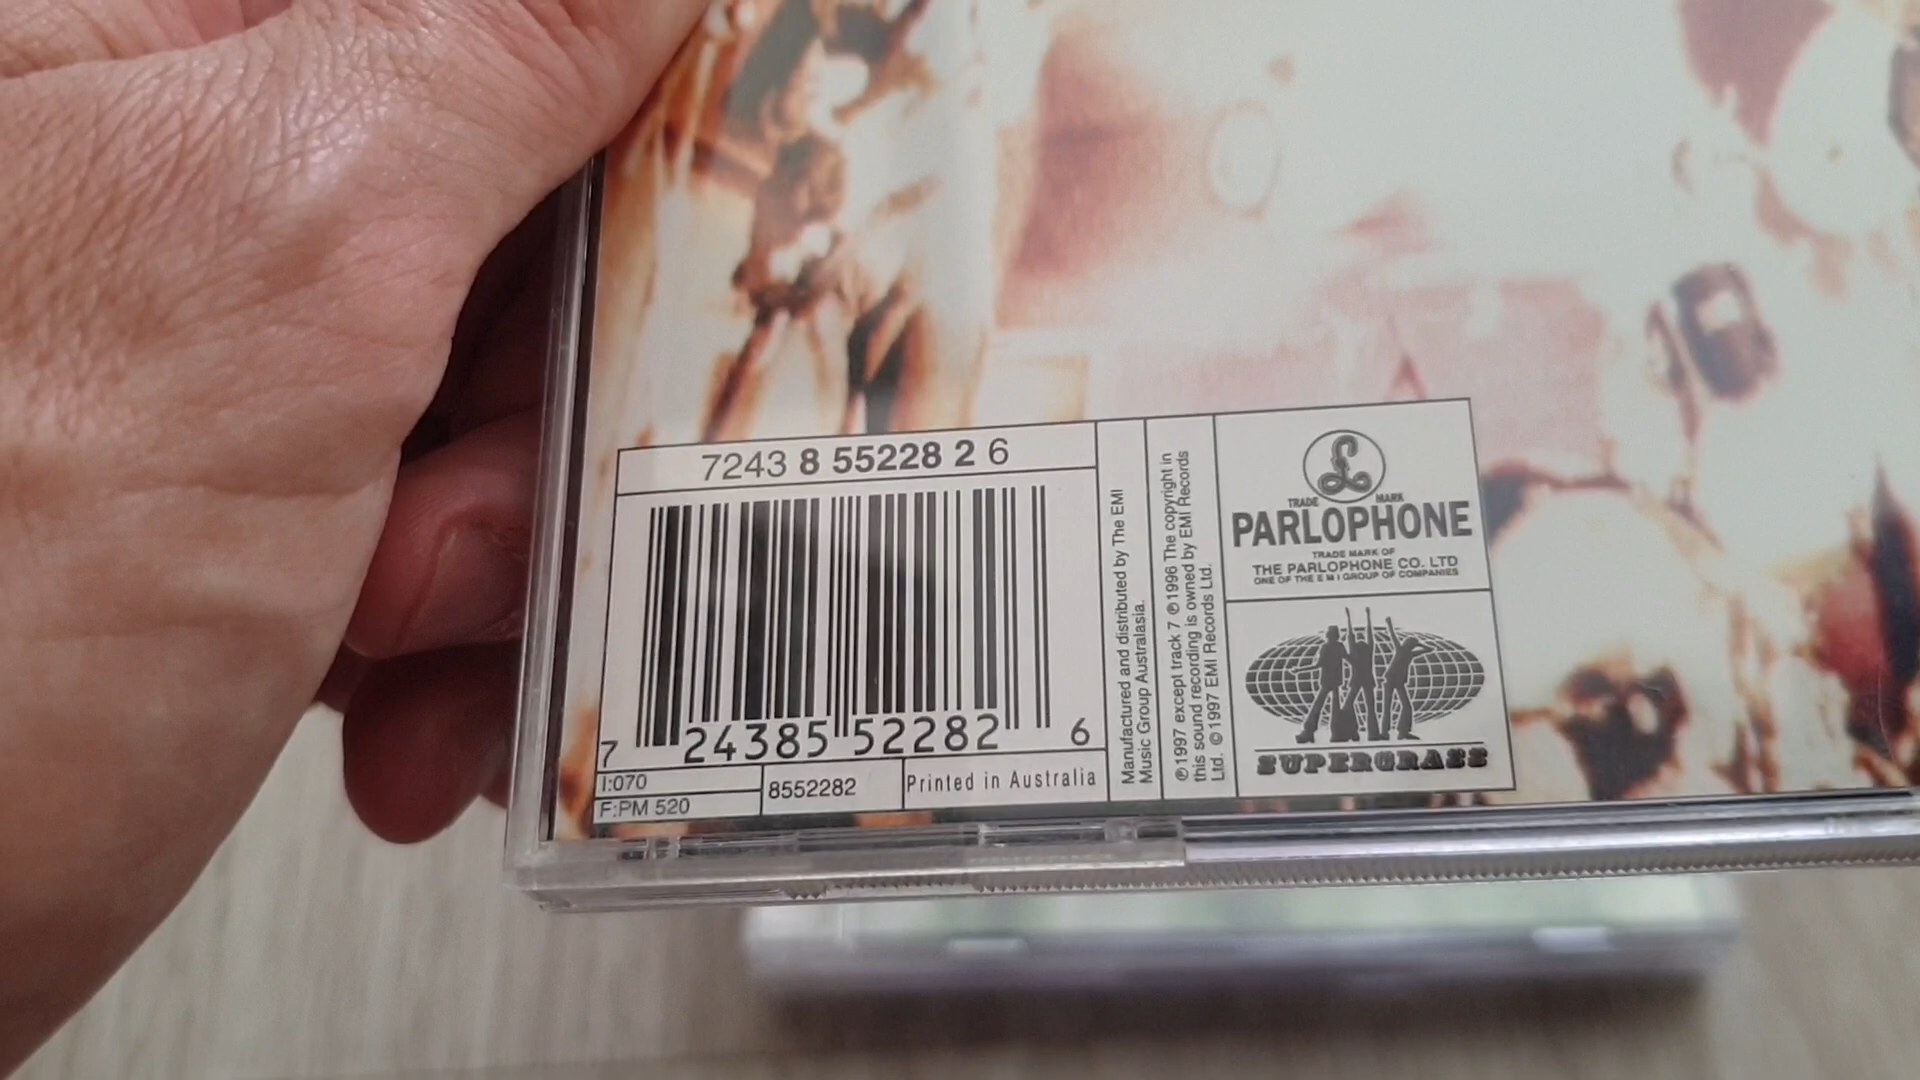 7243 8 55228 2 6
7 24385 52282 6
I:070
F:PM 520
8552282
Printed in Australia
Manufactured and distributed by The EMI
Music Group Australasia.
℗1997 except track 7 ℗1996 The copyright in
this sound recording is owned by EMI Records
Ltd. ©1997 EMI Records Ltd.
£
TRADE MARK
PARLOPHONE
TRADE MARK OF
THE PARLOPHONE CO. LTD
ONE OF THE E M I GROUP OF COMPANIES
SUPERGRASS